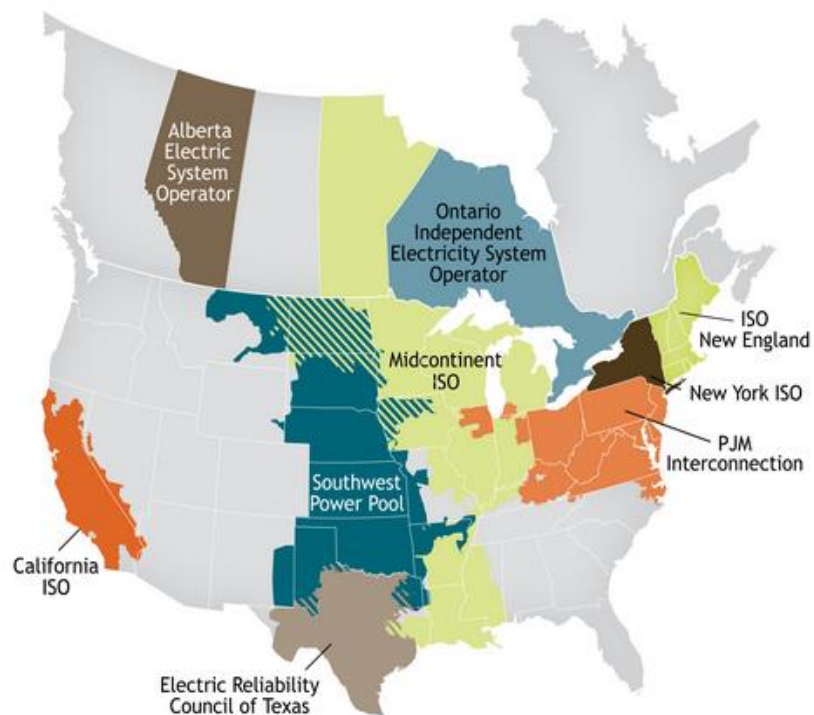 Alberta
Electric
System
Operator
Ontario
Independent
Electricity System
Operator
ISO
New England
Midcontinent
ISO
New York ISO
PJM
Interconnection
Southwest
Power Pool
California
ISO
Electric Reliability
Council of Texas